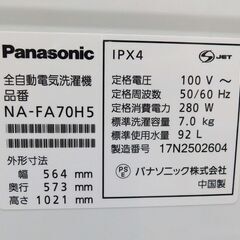 Panasonic
全自動電気洗濯機
品番
NA-FA70H5
外形寸法
幅 564 mm
奥行 573 mm
高さ 1021 mm
IPX4
S JET
定格電圧 100 V～
定格周波数 50/60 Hz
定格消費電力 280 W
標準洗濯容量 7.0 kg
標準使用水量 92 L
17N2502604
PS E パナソニック株式会社
中国製